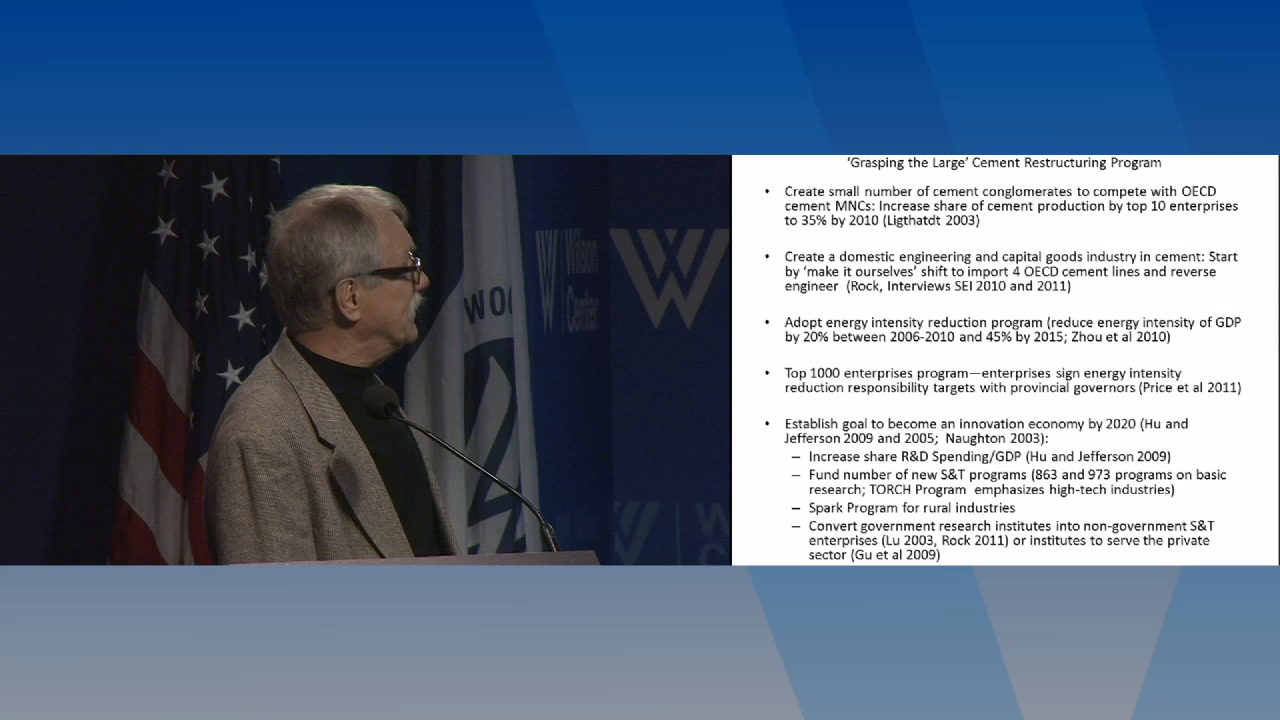 WOO
Wilson
Center
'Grasping the Large' Cement Restructuring Program
• Create small number of cement conglomerates to compete with OECD
cement MNCs: Increase share of cement production by top 10 enterprises
to 35% by 2010 (Ligthatdt 2003)
• Create a domestic engineering and capital goods industry in cement: Start
by 'make it ourselves' shift to import 4 OECD cement lines and reverse
engineer (Rock, Interviews SEI 2010 and 2011)
• Adopt energy intensity reduction program (reduce energy intensity of GDP
by 20% between 2006-2010 and 45% by 2015; Zhou et al 2010)
• Top 1000 enterprises program—enterprises sign energy intensity
reduction responsibility targets with provincial governors (Price et al 2011)
• Establish goal to become an innovation economy by 2020 (Hu and
Jefferson 2009 and 2005; Naughton 2003):
– Increase share R&D Spending/GDP (Hu and Jefferson 2009)
– Fund number of new S&T programs (863 and 973 programs on basic
research; TORCH Program emphasizes high-tech industries)
– Spark Program for rural industries
– Convert government research institutes into non-government S&T
enterprises (Lu 2003, Rock 2011) or institutes to serve the private
sector (Gu et al 2009)